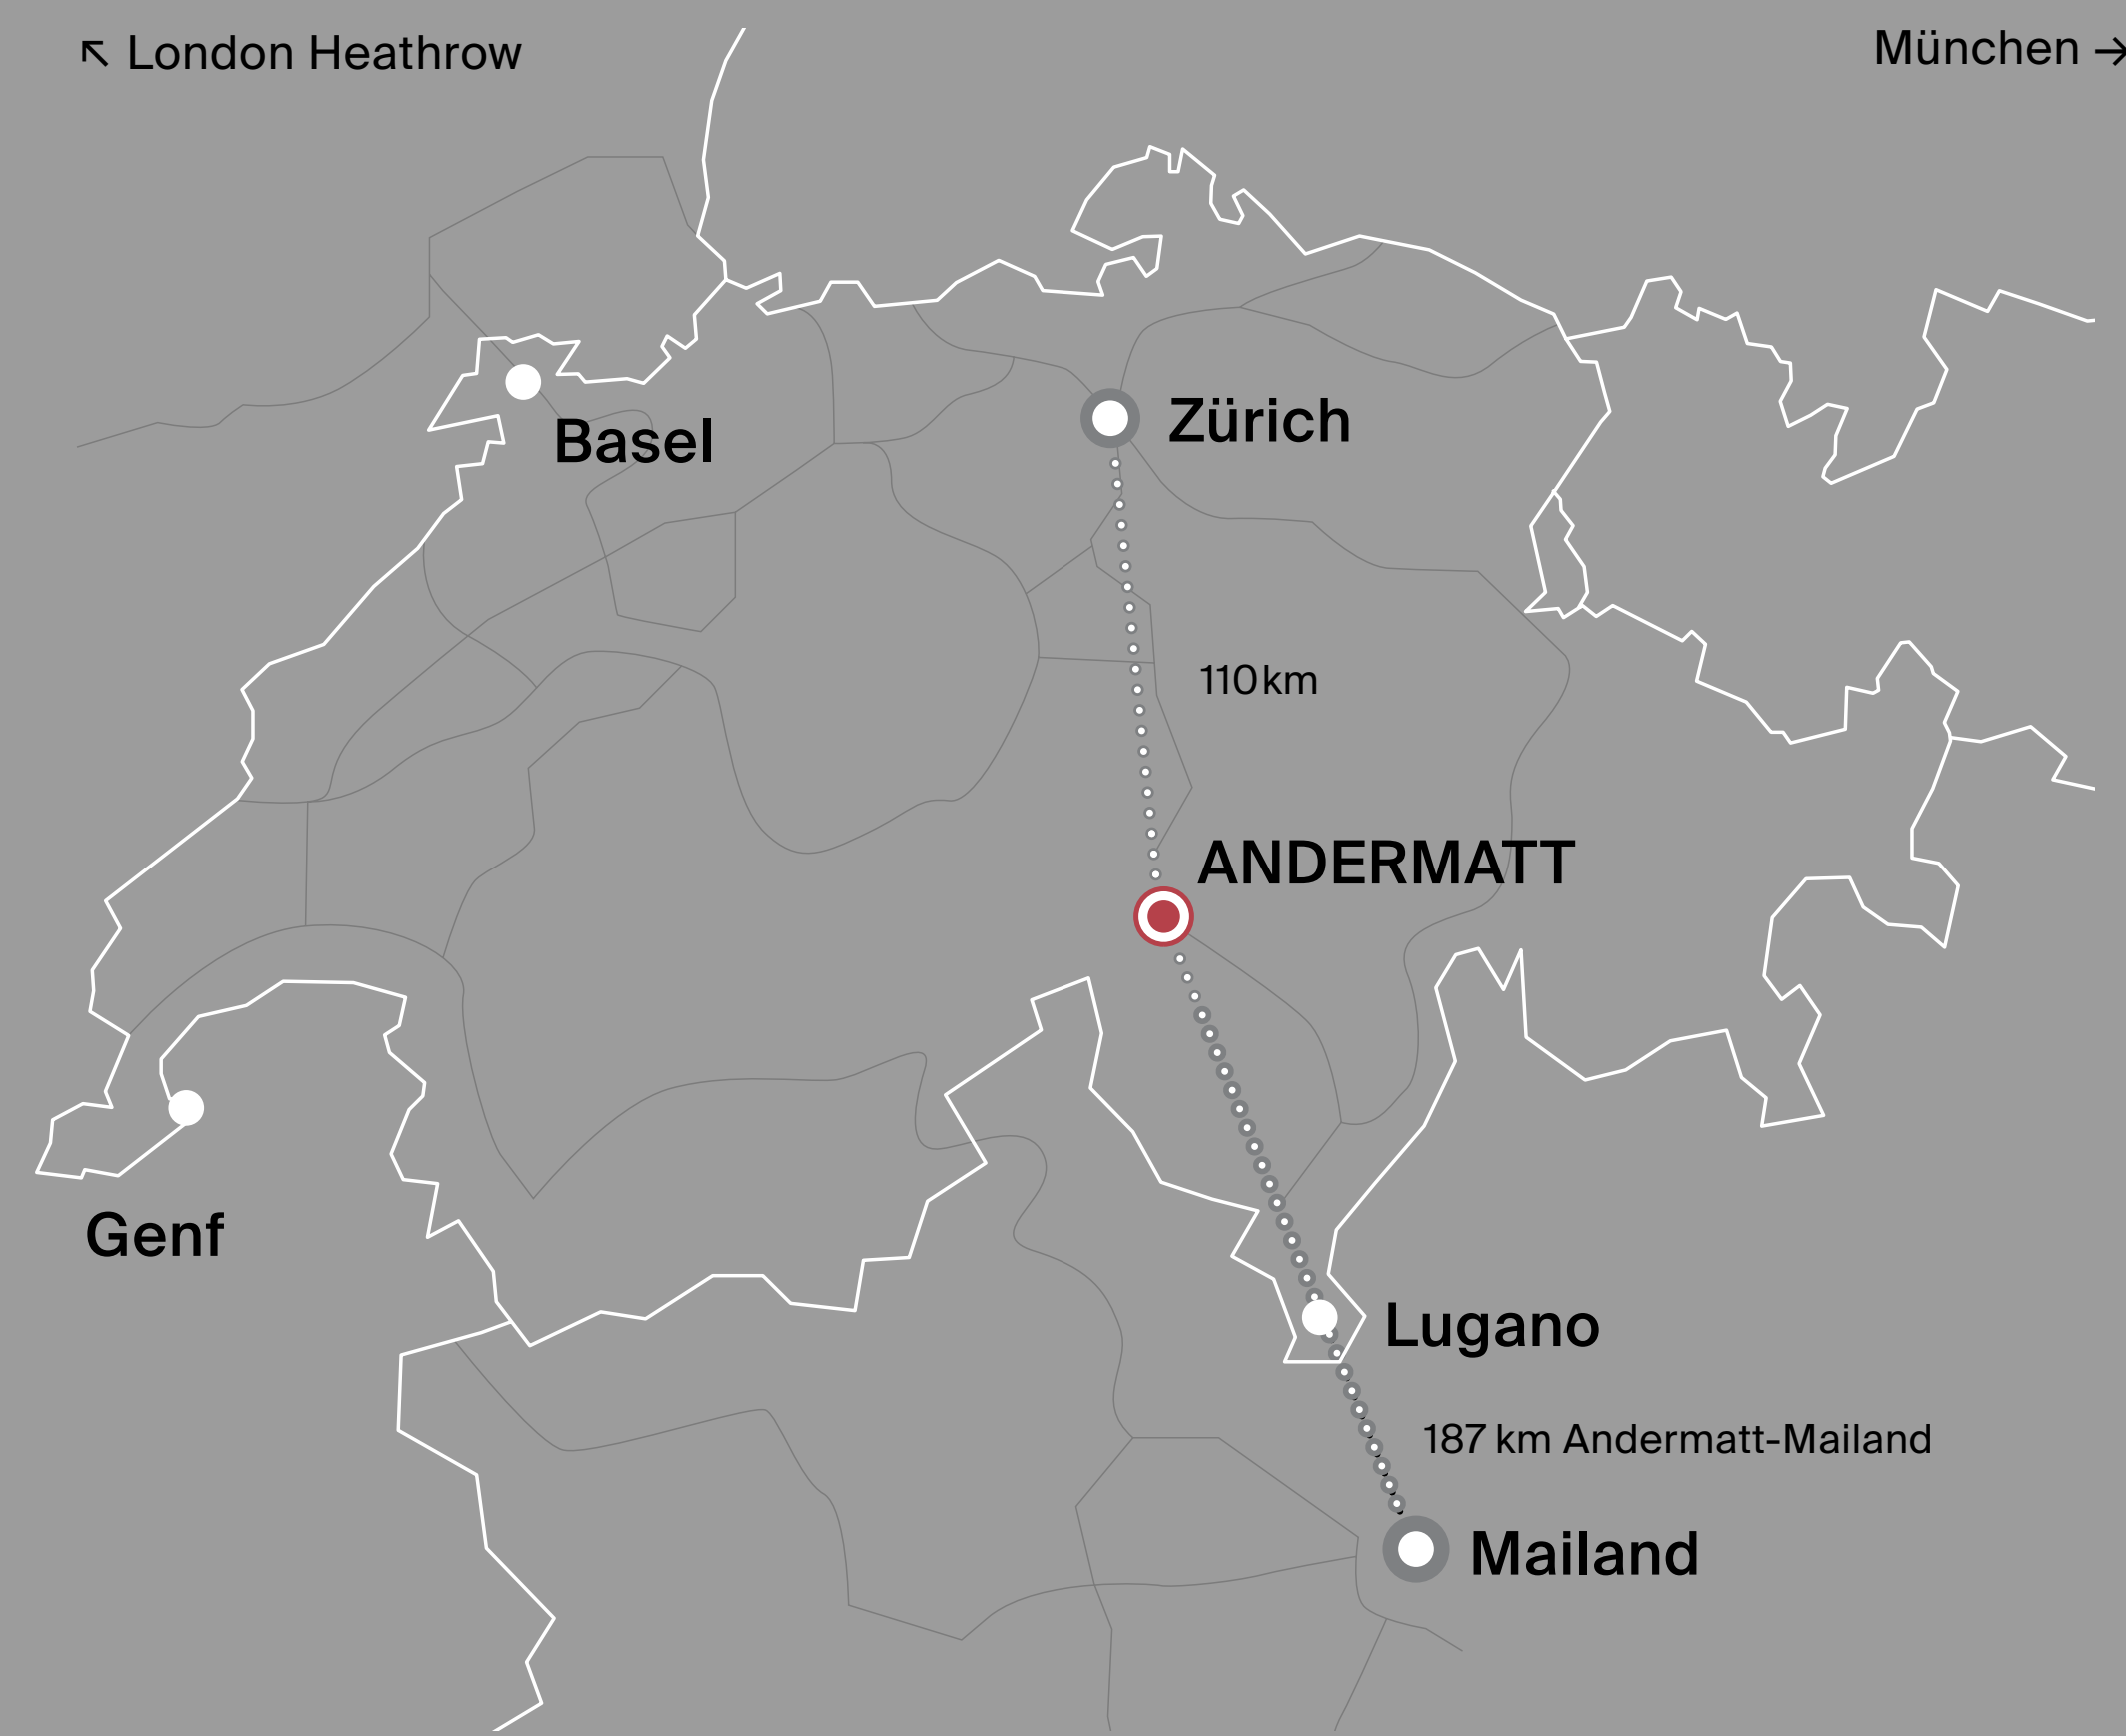 ↖ London Heathrow
München →
Basel
Zürich
110 km
ANDERMATT
Genf
Lugano
187 km Andermatt-Mailand
Mailand